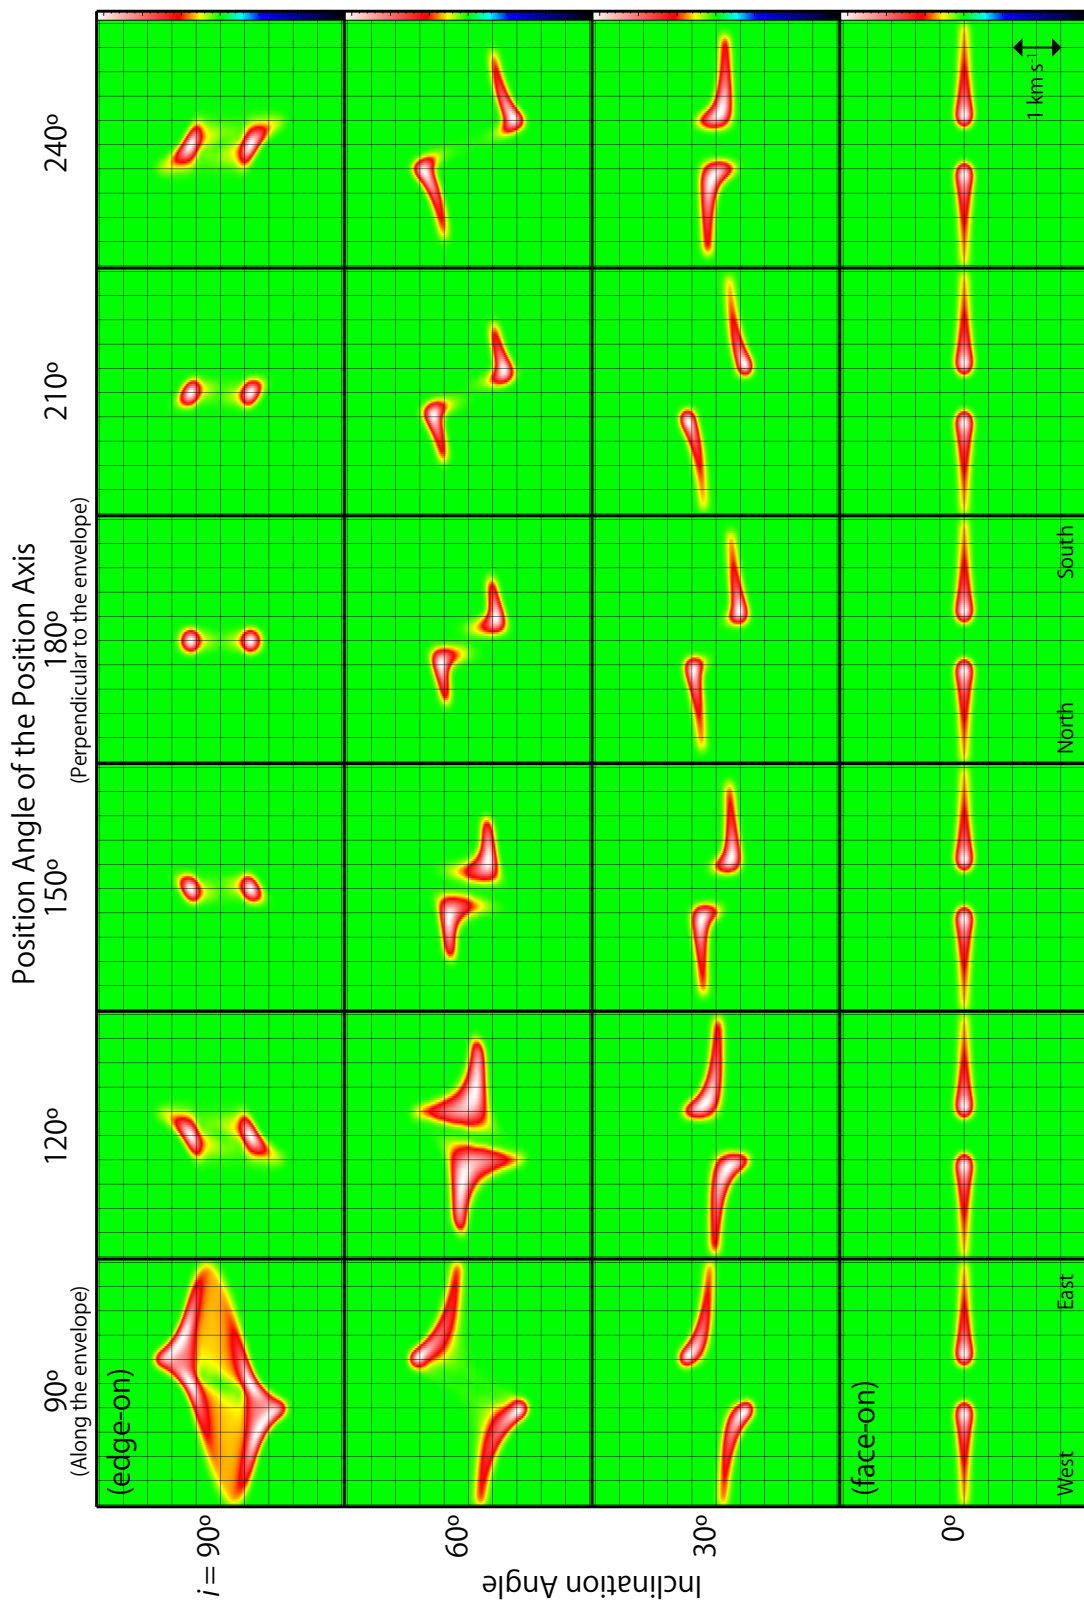 Position Angle of the Position Axis
90° 120° 150° 180° 210° 240°
(Along the envelope) (Perpendicular to the envelope)
i = 90°
(edge-on)
60°
30°
0°
(face-on)
West East
North South
1 km s⁻¹
Inclination Angle